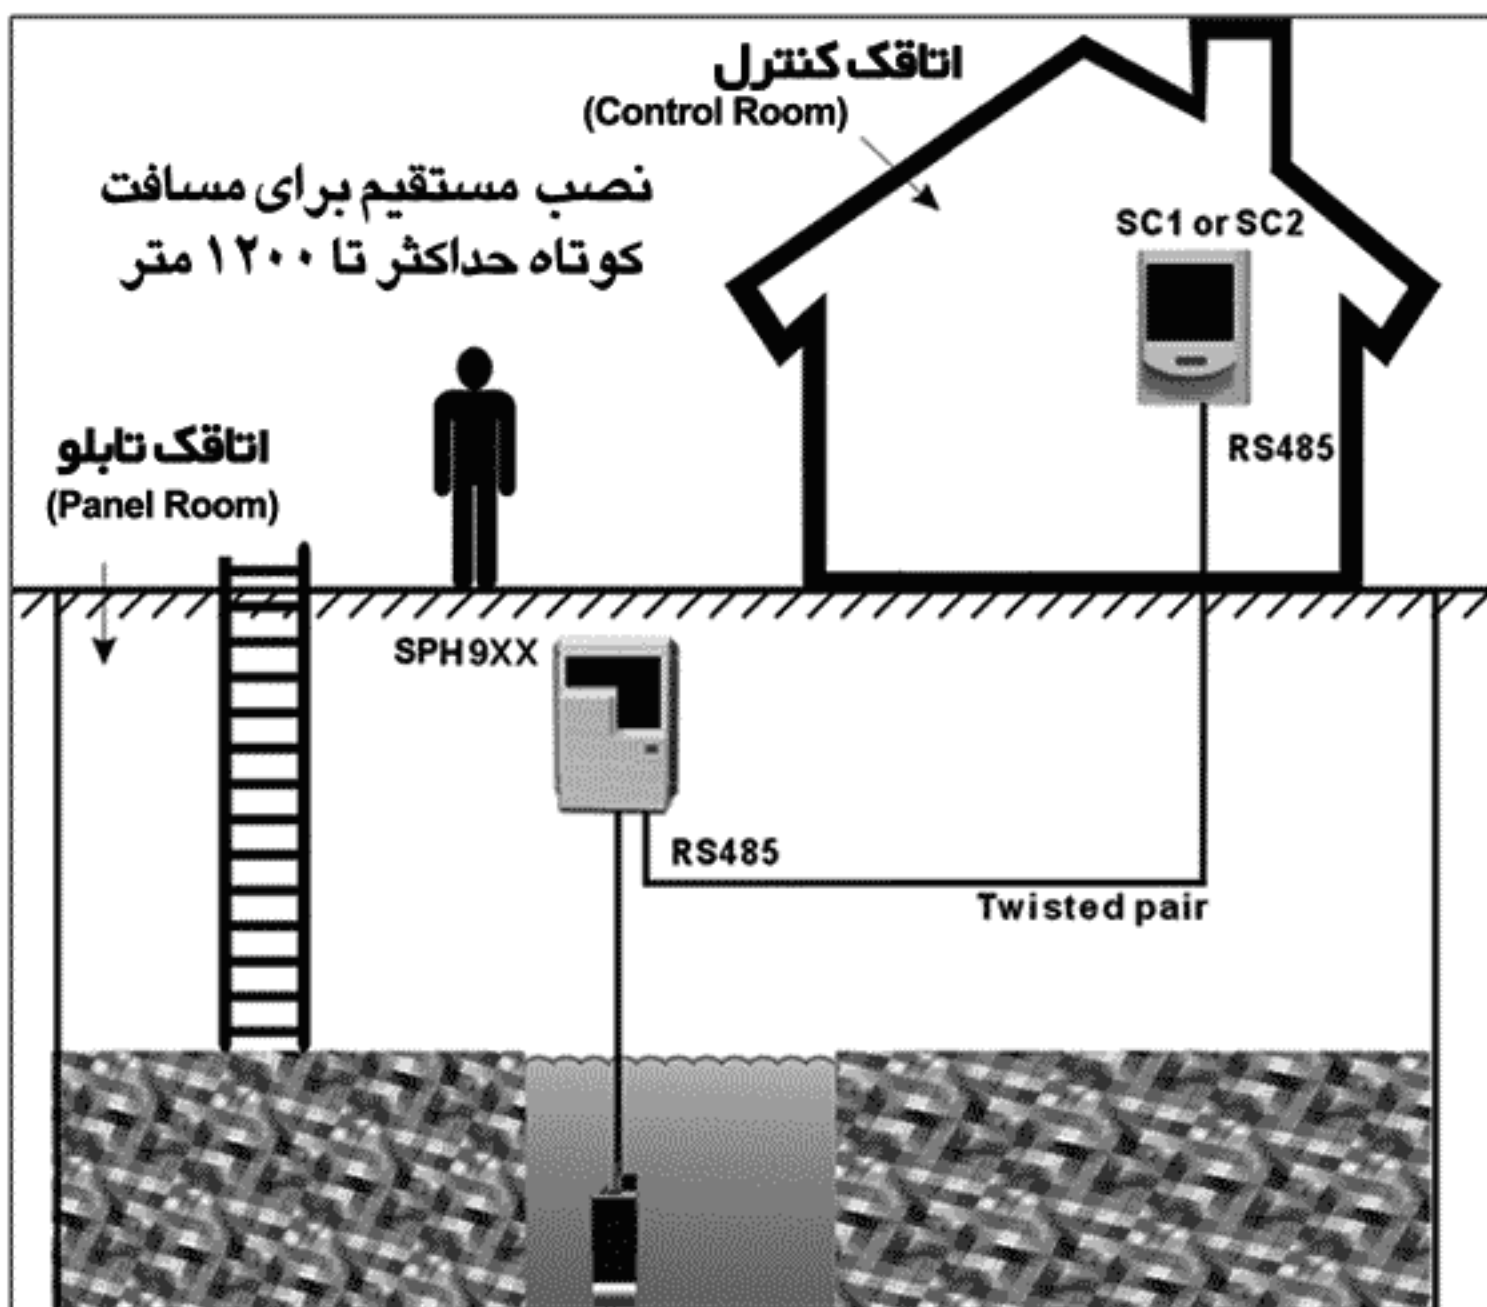 اتاقک کنترل
(Control Room)
نصب مستقیم برای مسافت
کوتاه حداکثر تا ۱۲۰۰ متر
SC1 or SC2
RS485
اتاقک تابلو
(Panel Room)
SPH9XX
RS485
Twisted pair